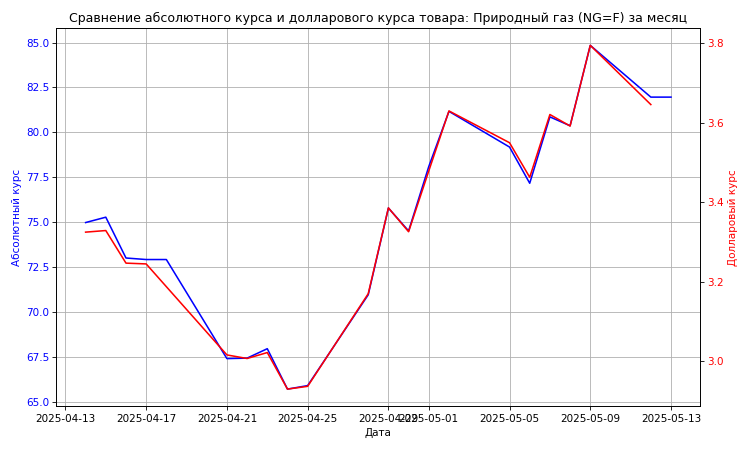 Сравнение абсолютного курса и долларового курса товара: Природный газ (NG=F) за месяц
85.0
82.5
80.0
77.5
75.0
72.5
70.0
67.5
65.0
Абсолютный курс
3.8
3.6
3.4
3.2
3.0
Долларовый курс
2025-04-13 2025-04-17 2025-04-21 2025-04-25 2025-04-29 2025-05-01 2025-05-05 2025-05-09 2025-05-13
Дата